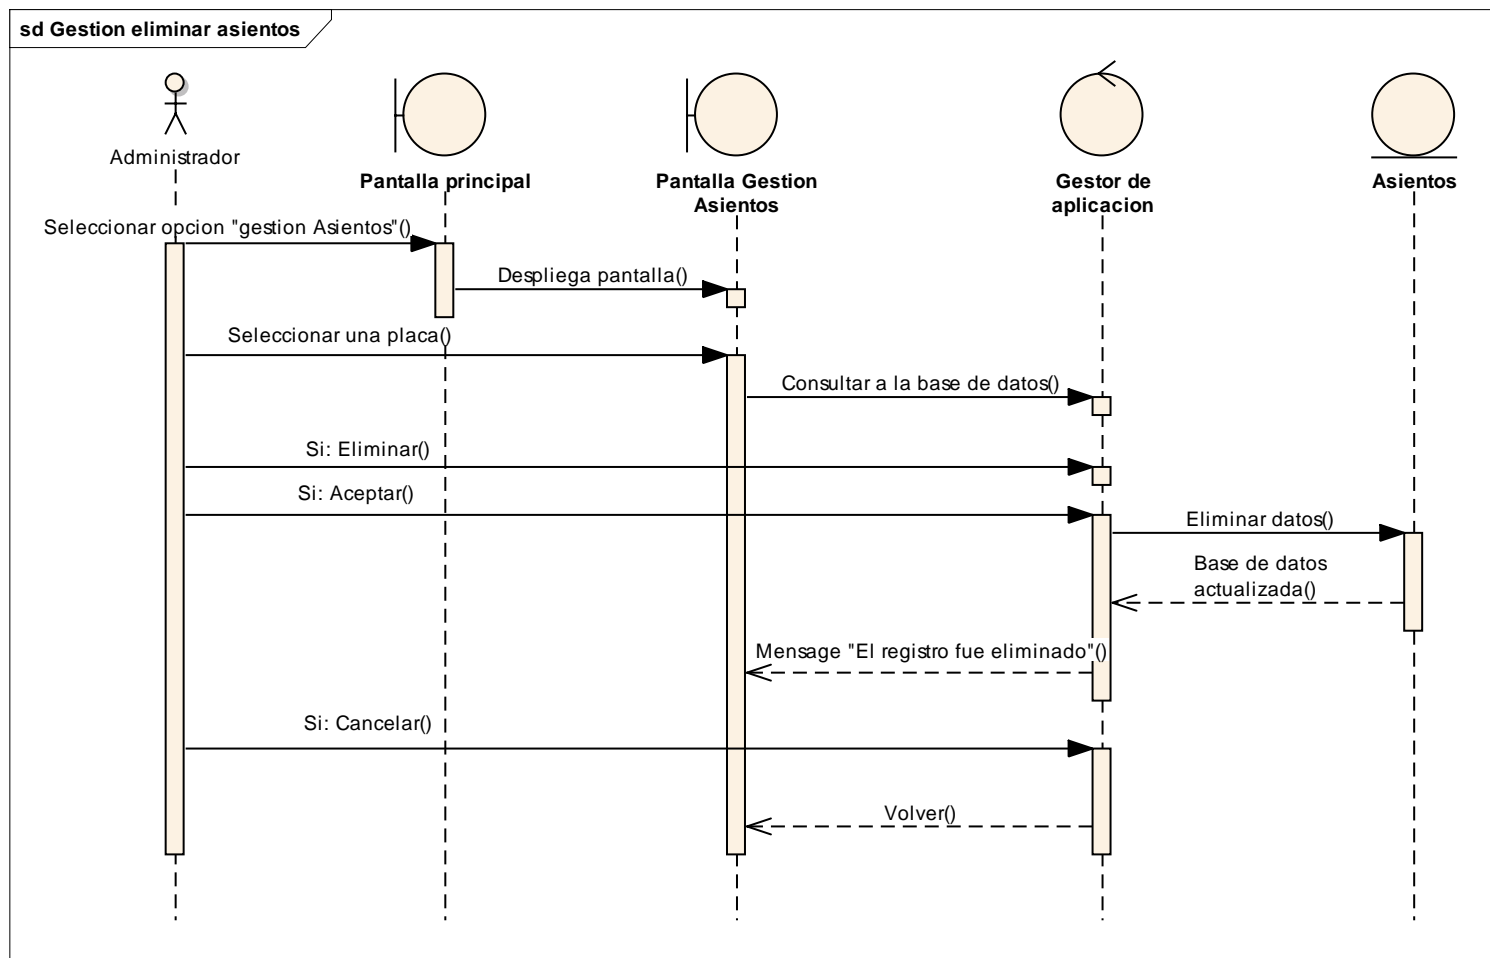 sd Gestion eliminar asientos
Administrador
Pantalla principal
Pantalla Gestion
Asientos
Gestor de
aplicacion
Asientos
Seleccionar opcion "gestion Asientos"()
Despliega pantalla()
Seleccionar una placa()
Consultar a la base de datos()
Si: Eliminar()
Si: Aceptar()
Eliminar datos()
Base de datos
actualizada()
Mensage "El registro fue eliminado"()
Si: Cancelar()
Volver()